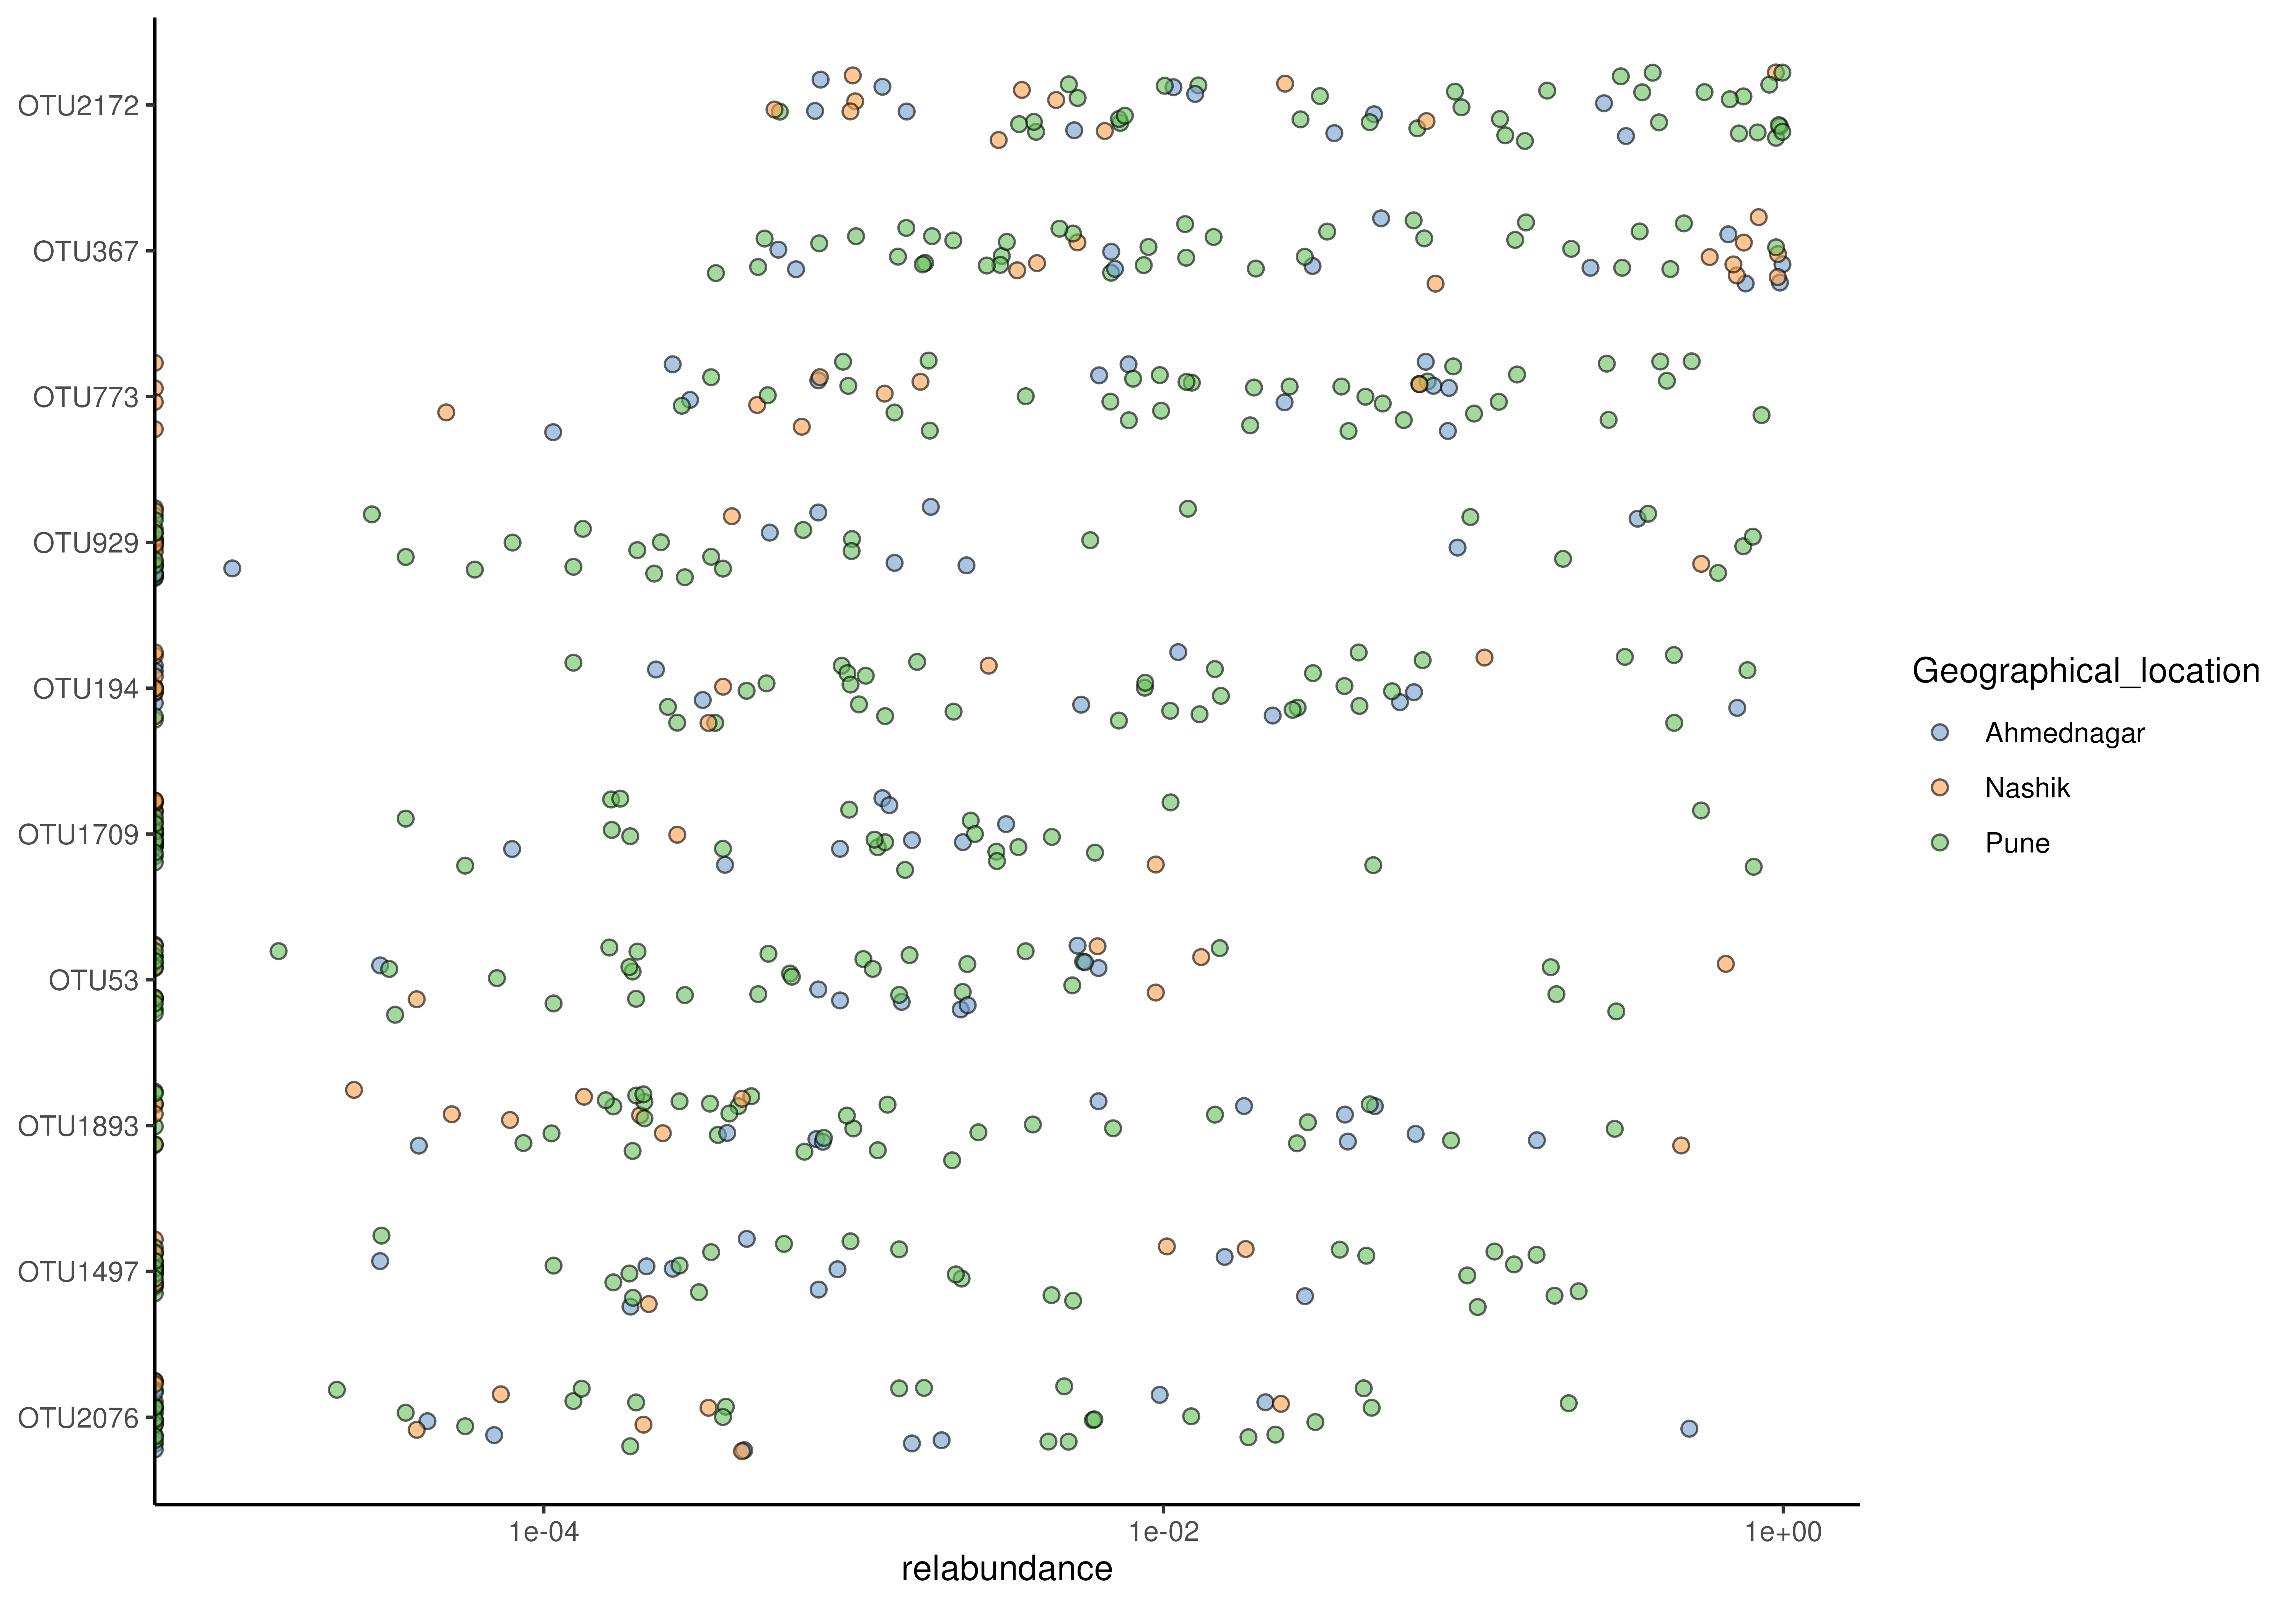 OTU2172
OTU367
OTU773
OTU929
OTU194
OTU1709
OTU53
OTU1893
OTU1497
OTU2076
1e-04
1e-02
1e+00
relabundance
Geographical_location
Ahmednagar
Nashik
Pune